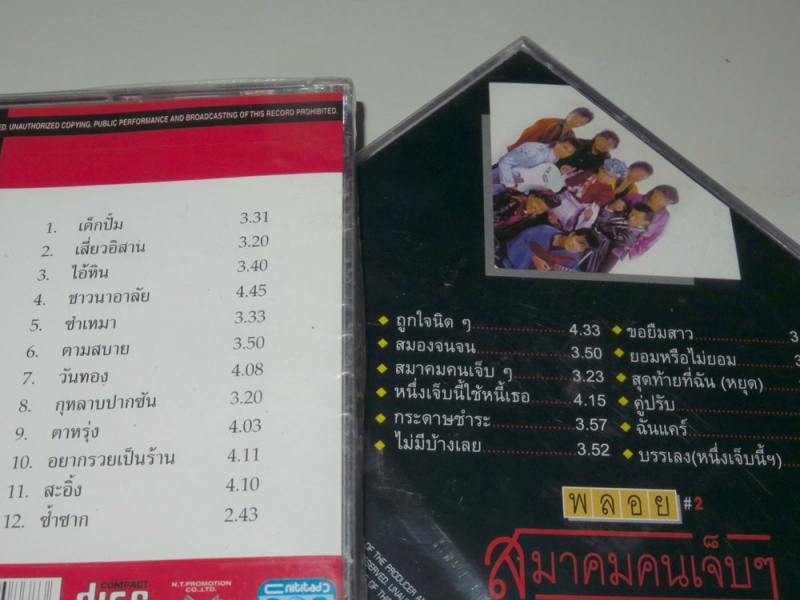 ED. UNAUTHORIZED COPYING. PUBLIC PERFORMANCE AND BROADCASTING OF THIS RECORD PROHIBITED.
1. เด็กปั้ม 3.31
2. เสี่ยวอิสาน 3.20
3. ไอ้หิน 3.40
4. ชาวนาอาลัย 4.45
5. ซำเหมา 3.33
6. ตามสบาย 3.50
7. วันทอง 4.08
8. กุหลาบปากซัน 3.20
9. ตาหรุ่ง 4.03
10. อยากรวยเป็นร้าน 4.11
11. สะอิ้ง 4.10
12. ซ้ำซาก 2.43
COMPACT
disc
N.T.PROMOTION
CO.,LTD.
ถูกใจนิด ๆ 4.33
สมองจนจน 3.50
สมาคมคนเจ็บ ๆ 3.23
หนึ่งเจ็บนี้ใช้หนี้เธอ 4.15
กระดาษชำระ 3.57
ไม่มีบ้างเลย 3.52
ขอยืมสาว 3
ยอมหรือไม่ยอม
สุดท้ายที่ฉัน (หยุด)
คู่ปรับ
ฉันแคร์
บรรเลง(หนึ่งเจ็บนี้ฯ)
พลอย #2
สมาคมคนเจ็บๆ
OF THE PRODUCER A